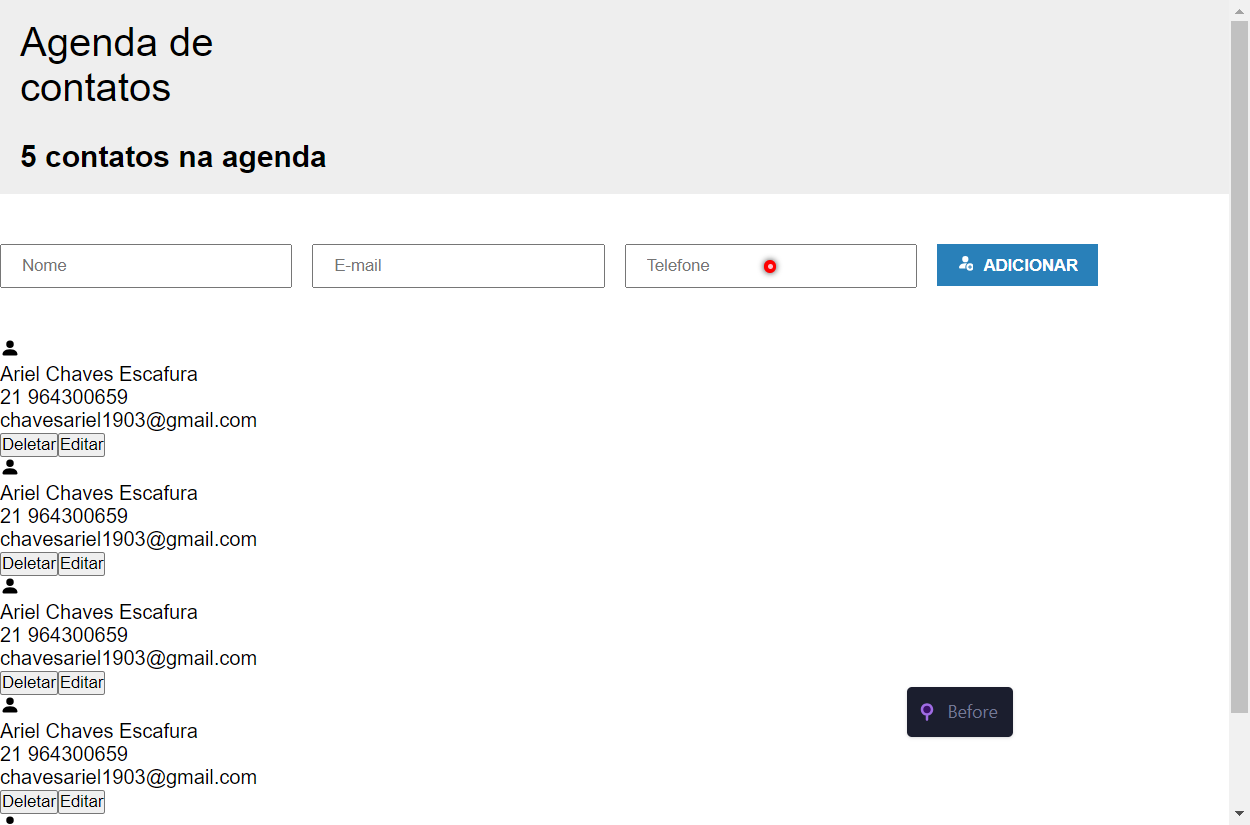 Agenda de
contatos
5 contatos na agenda
Nome
E-mail
Telefone
ADICIONAR
Ariel Chaves Escafura
21 964300659
chavesariel1903@gmail.com
Deletar Editar
Ariel Chaves Escafura
21 964300659
chavesariel1903@gmail.com
Deletar Editar
Ariel Chaves Escafura
21 964300659
chavesariel1903@gmail.com
Deletar Editar
Ariel Chaves Escafura
21 964300659
chavesariel1903@gmail.com
Deletar Editar
Before